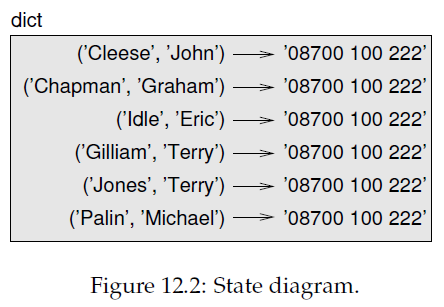 dict
('Cleese', 'John') → '08700 100 222'
('Chapman', 'Graham') → '08700 100 222'
('Idle', 'Eric') → '08700 100 222'
('Gilliam', 'Terry') → '08700 100 222'
('Jones', 'Terry') → '08700 100 222'
('Palin', 'Michael') → '08700 100 222'
Figure 12.2: State diagram.